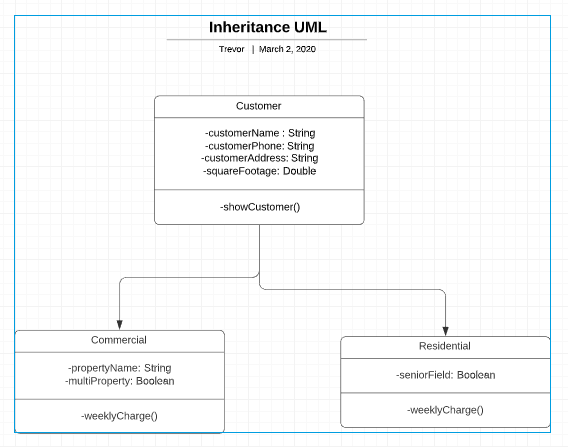 Inheritance UML
Trevor | March 2, 2020
Customer
-customerName : String
-customerPhone: String
-customerAddress: String
-squareFootage: Double
-showCustomer()
Commercial
-propertyName: String
-multiProperty: Boolean
-weeklyCharge()
Residential
-seniorField: Boolean
-weeklyCharge()